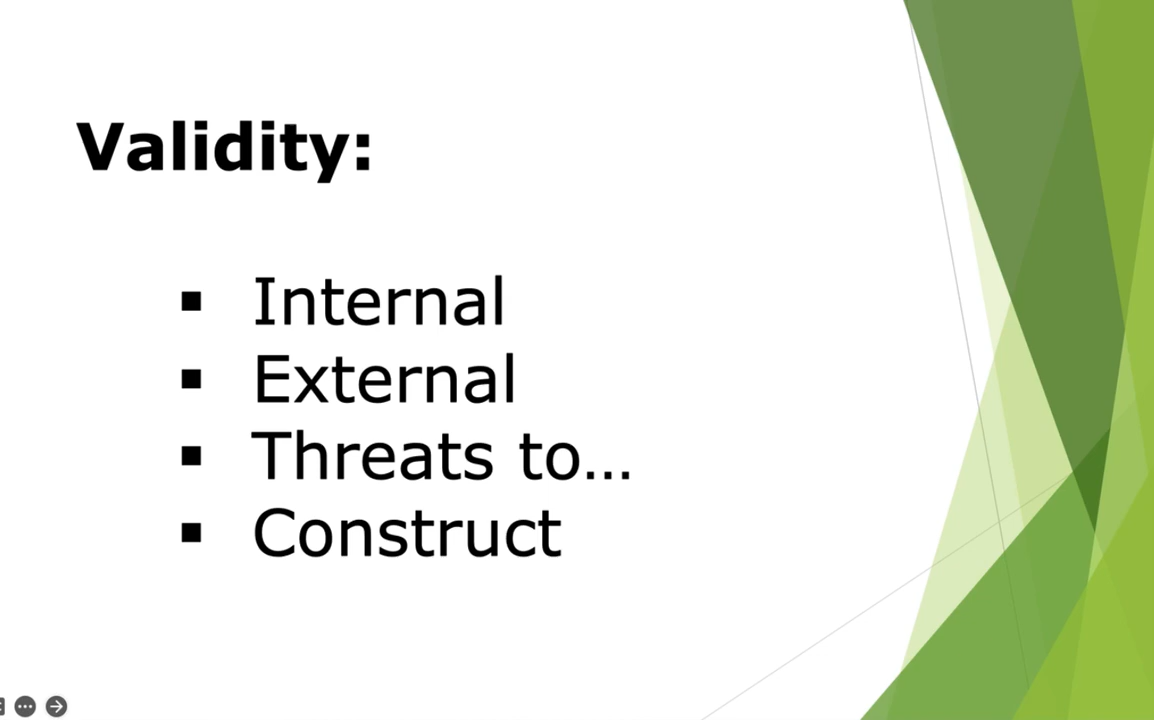 Validity:
▪ Internal
▪ External
▪ Threats to...
▪ Construct